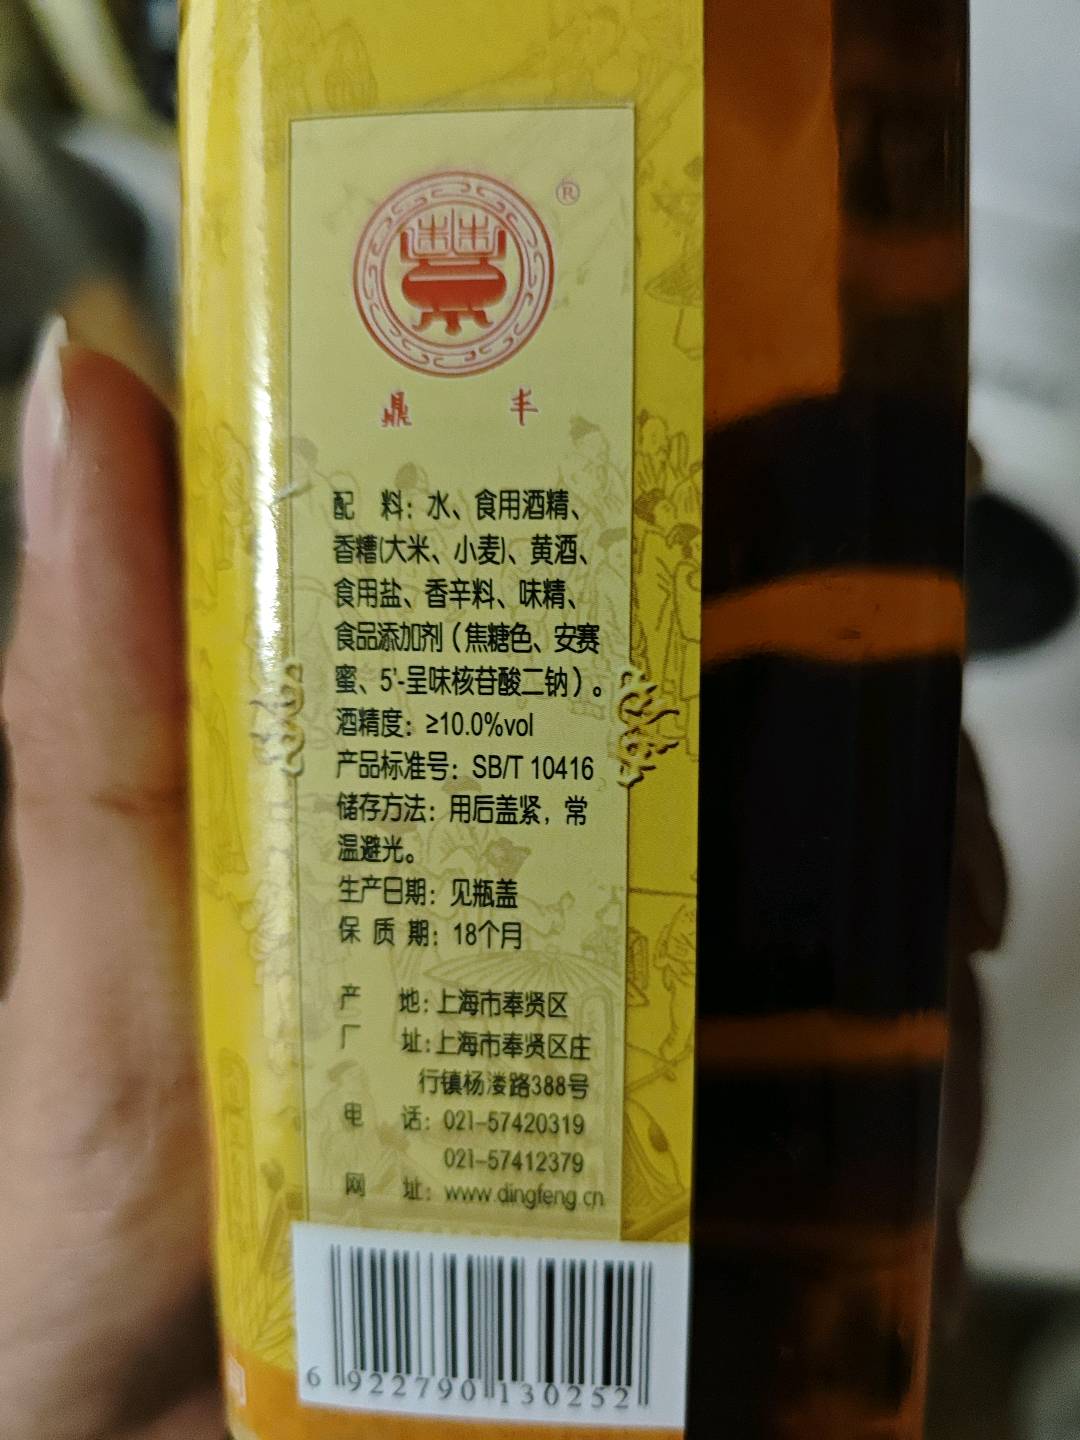 ®
鼎 丰
配 料：水、食用酒精、
香糟(大米、小麦)、黄酒、
食用盐、香辛料、味精、
食品添加剂（焦糖色、安赛
蜜、5'-呈味核苷酸二钠）。
酒精度：≥10.0%vol
产品标准号：SB/T 10416
储存方法：用后盖紧，常
温避光。
生产日期：见瓶盖
保 质 期：18个月
产 地：上海市奉贤区
厂 址：上海市奉贤区庄
行镇杨溇路388号
电 话：021-57420319
021-57412379
网 址：www.dingfeng.cn
6 922790 130252